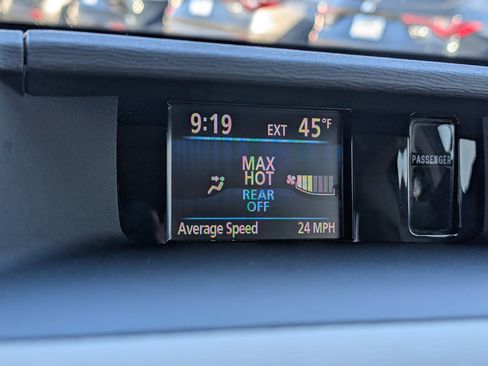 9:19 EXT 45°F
MAX
HOT
REAR
OFF
Average Speed 24 MPH
PASSENGER